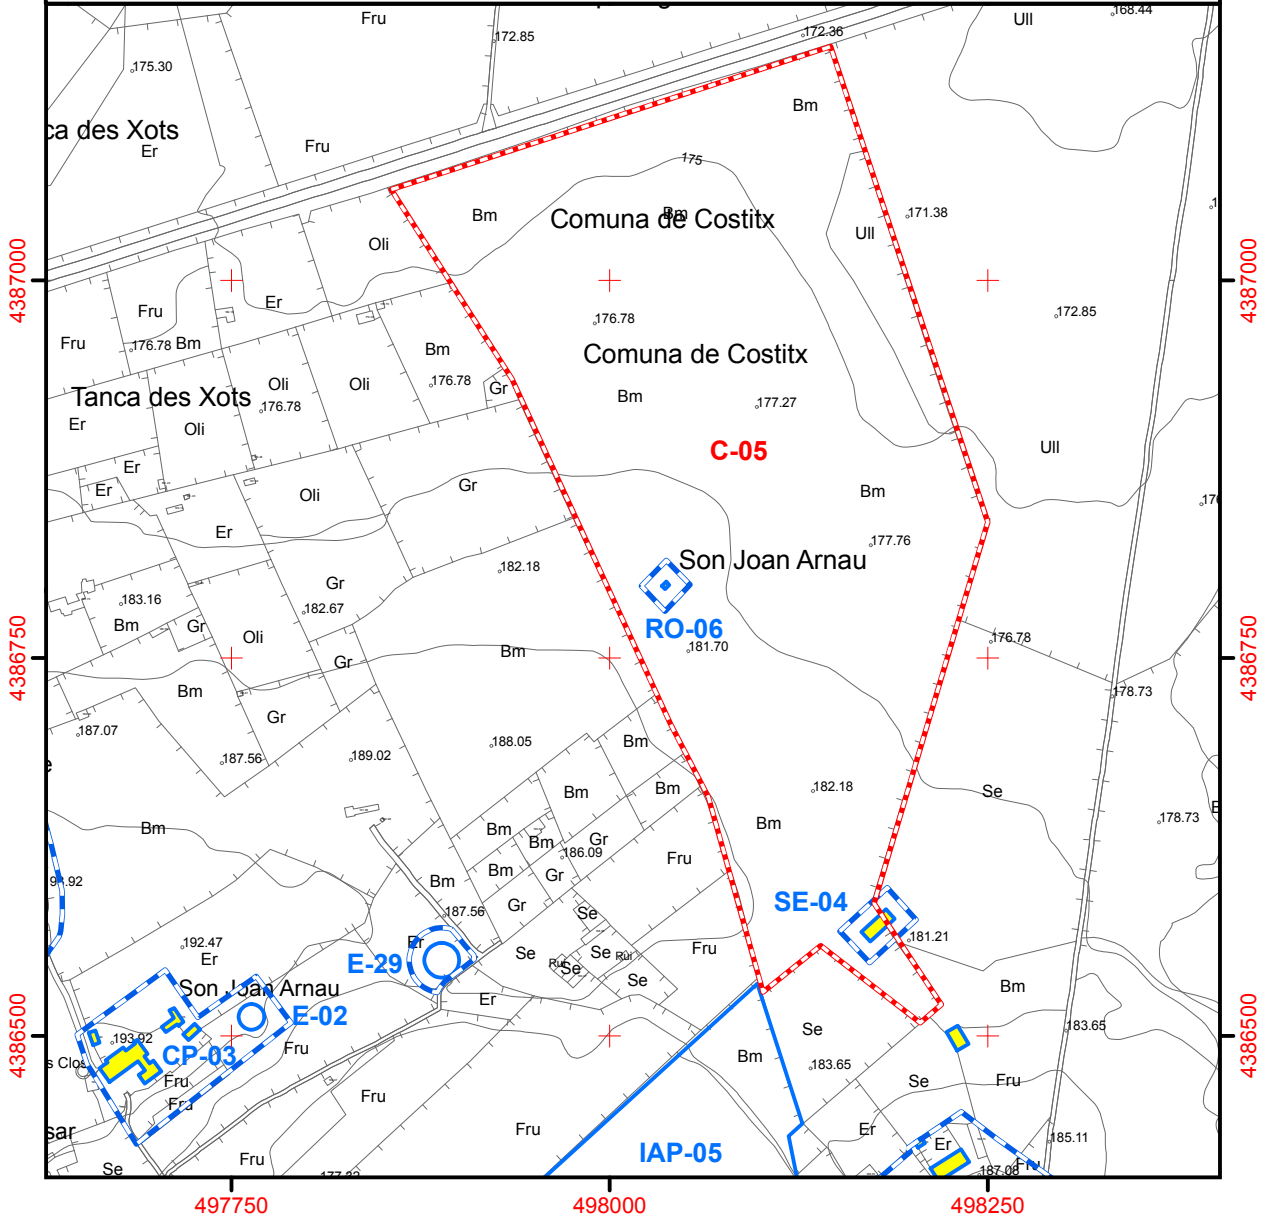 Fru
172.85
172.36
Ull
168.44
175.30
ca des Xots
Er
Fru
Bm
175
Bm
Comuna de Costitx
Bm
171.38
Ull
Oli
4387000
4387000
Fru
Er
176.78
172.85
Fru
176.78
Bm
Bm
Comuna de Costitx
Oli
Oli
176.78
Gr
Bm
177.27
Tanca des Xots
176.78
Er
Oli
C-05
Ull
Er
Er
Oli
Gr
Bm
Er
177.76
182.18
Son Joan Arnau
Gr
183.16
182.67
Bm
Gr
Oli
RO-06
181.70
176.78
Gr
Bm
4386750
4386750
Bm
Gr
178.73
187.07
187.56
189.02
188.05
Bm
Bm
Bm
182.18
Se
Bm
Bm
Bm
Gr
Bm
178.73
186.09
Fru
Bm
Bm
Gr
Gr
187.56
Se
SE-04
192.47
Er
Er
E-29
Se
Se
Rui
Se
Se
Fru
181.21
Son Joan Arnau
E-02
Er
Bm
193.92
CP-03
Fru
Se
183.65
4386500
4386500
s Clos
Fru
Bm
183.65
Se
Fru
Fru
Fru
Fru
Er
Er
185.11
sar
Se
Fru
IAP-05
187.08
Fru
497750
498000
498250